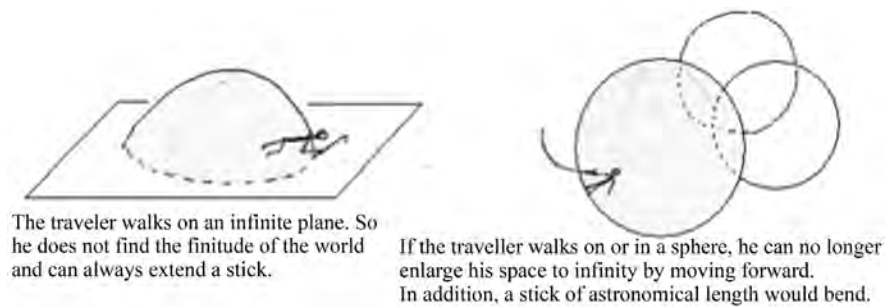 The traveler walks on an infinite plane. So
he does not find the finitude of the world
and can always extend a stick.
If the traveller walks on or in a sphere, he can no longer
enlarge his space to infinity by moving forward.
In addition, a stick of astronomical length would bend.